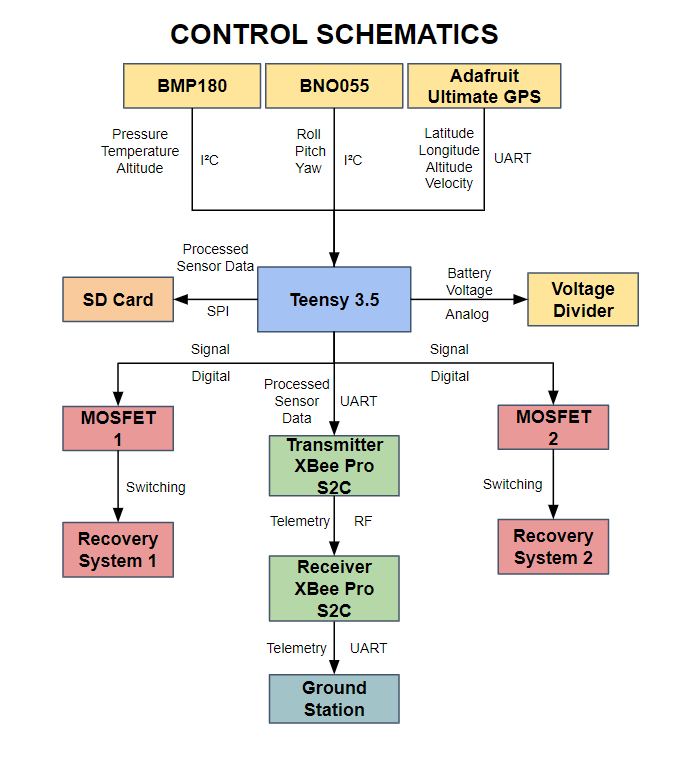 CONTROL SCHEMATICS
BMP180
BNO055
Adafruit
Ultimate GPS
Pressure
Temperature
Altitude
I²C
Roll
Pitch
Yaw
I²C
Latitude
Longitude
Altitude
Velocity
UART
Processed
Sensor Data
SD Card
SPI
Teensy 3.5
Battery
Voltage
Analog
Voltage
Divider
Signal
Digital
Processed
Sensor
Data
UART
Signal
Digital
MOSFET
1
Transmitter
XBee Pro
S2C
MOSFET
2
Switching
Switching
Recovery
System 1
Telemetry
RF
Recovery
System 2
Receiver
XBee Pro
S2C
Telemetry
UART
Ground
Station